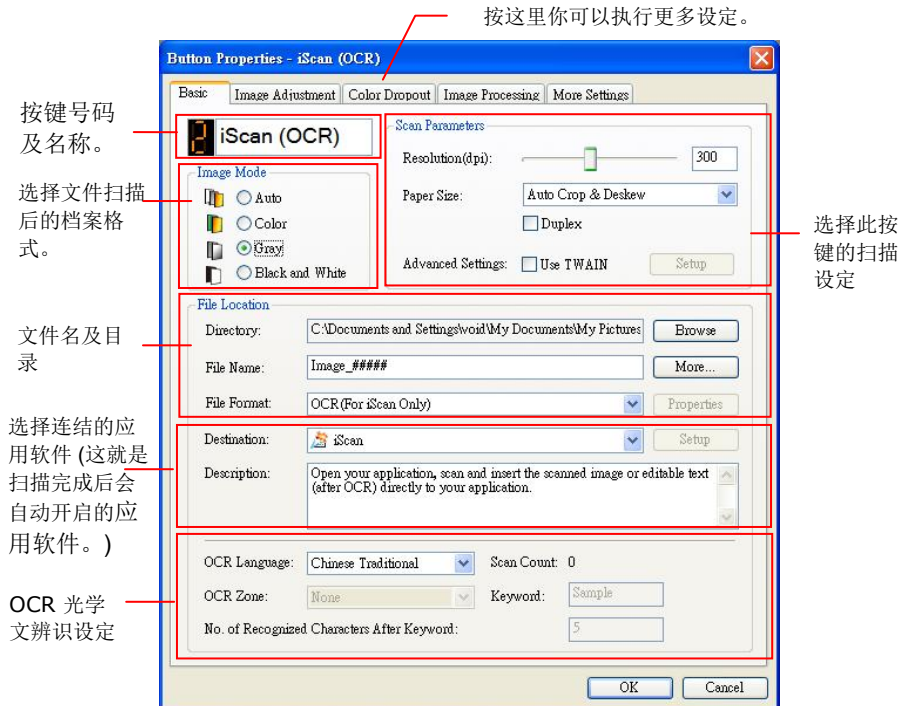 按这里你可以执行更多设定。
Button Properties - iScan (OCR)
Basic Image Adjustment Color Dropout Image Processing More Settings
按键号码
及名称。
2 iScan (OCR)
Scan Parameters
Resolution(dpi): 300
Paper Size: Auto Crop & Deskew
Duplex
Advanced Settings: Use TWAIN Setup
选择此按
键的扫描
设定
选择文件扫描
后的档案格
式。
Image Mode
Auto
Color
Gray
Black and White
文件名及目
录
File Location
Directory: C:\Documents and Settings\void\My Documents\My Pictures Browse
File Name: Image_##### More...
File Format: OCR(For iScan Only) Properties
选择连结的应
用软件 (这就是
扫描完成后会
自动开启的应
用软件。)
Destination: iScan Setup
Description: Open your application, scan and insert the scanned image or editable text
(after OCR) directly to your application.
OCR 光学
文辨识设定
OCR Language: Chinese Traditional Scan Count: 0
OCR Zone: None Keyword: Sample
No. of Recognized Characters After Keyword: 5
OK Cancel